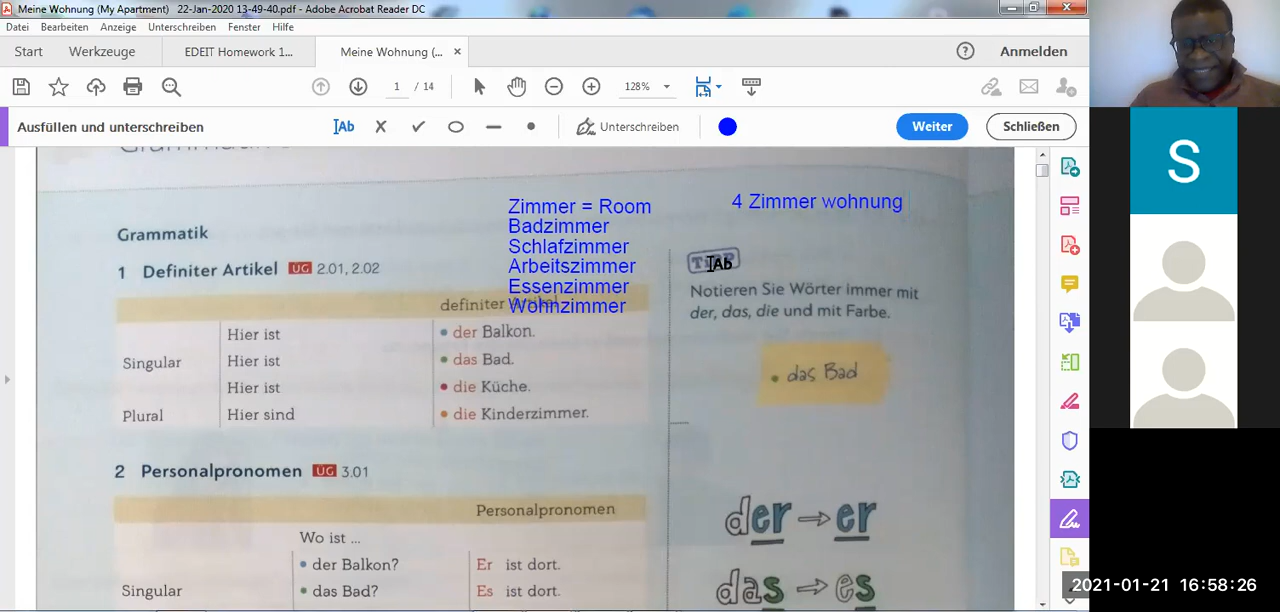 Meine Wohnung (My Apartment) 22-Jan-2020 13-49-40.pdf - Adobe Acrobat Reader DC
Datei Bearbeiten Anzeige Unterschreiben Fenster Hilfe
Start Werkzeuge EDEIT Homework 1... Meine Wohnung (... × ? Anmelden
1 / 14 128%
Ausfüllen und unterschreiben Ab Unterschreiben Weiter Schließen
Zimmer = Room
Badzimmer
Schlafzimmer
Arbeitszimmer
Essenzimmer
Wohnzimmer
4 Zimmer wohnung
Grammatik
1 Definiter Artikel UG 2.01, 2.02
definiter
Hier ist der Balkon.
Singular Hier ist das Bad.
Hier ist die Küche.
Plural Hier sind die Kinderzimmer.
Ab
Notieren Sie Wörter immer mit
der, das, die und mit Farbe.
das Bad
2 Personalpronomen UG 3.01
Personalpronomen
Wo ist ...
der Balkon? Er ist dort.
Singular das Bad? Es ist dort.
der → er
das → es
S
2021-01-21 16:58:26